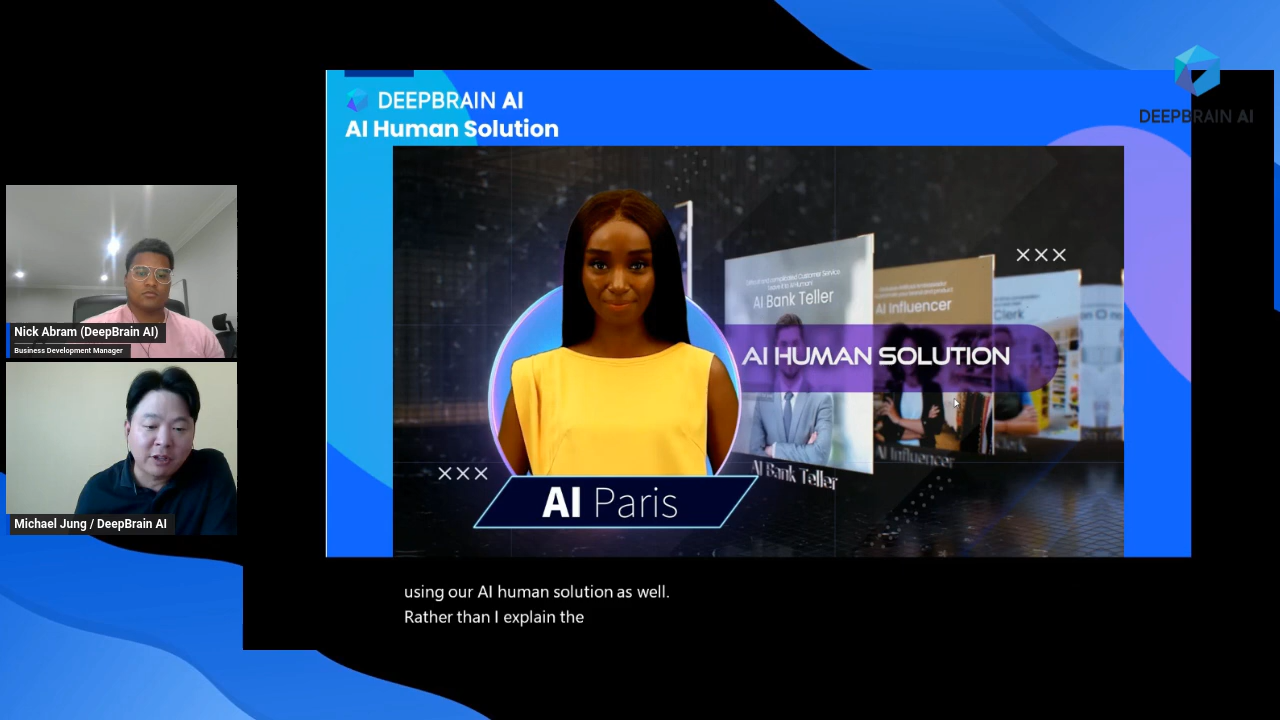 DEEPBRAIN AI
AI Human Solution
DEEPBRAIN AI
AI Bank Teller
AI Influencer
Clerk
AI HUMAN SOLUTION
AI Bank Teller
AI Influencer
Clerk
AI Paris
Nick Abram (DeepBrain AI)
Business Development Manager
Michael Jung / DeepBrain AI
using our AI human solution as well.
Rather than I explain the